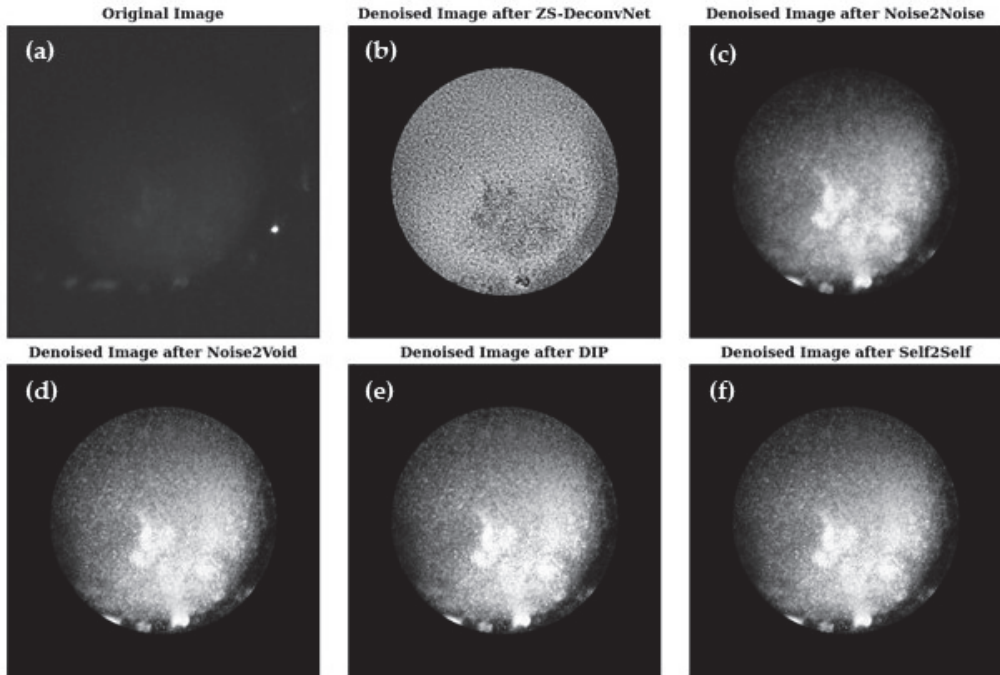 Original Image
Denoised Image after ZS-DeconvNet
Denoised Image after Noise2Noise
(a)
(b)
(c)
Denoised Image after Noise2Void
Denoised Image after DIP
Denoised Image after Self2Self
(d)
(e)
(f)